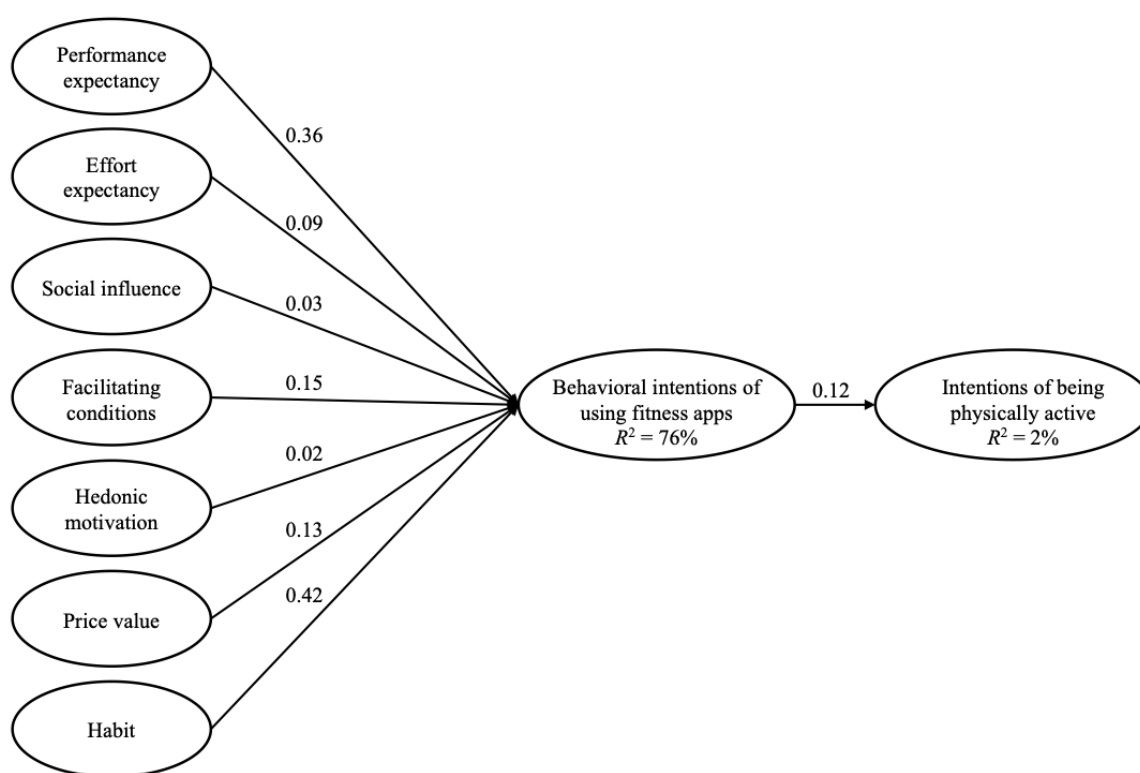 Performance
expectancy
0.36
Effort
expectancy
0.09
Social influence
0.03
Facilitating
conditions
0.15
Hedonic
motivation
0.02
Price value
0.13
Habit
0.42
Behavioral intentions of
using fitness apps
R² = 76%
0.12
Intentions of being
physically active
R² = 2%